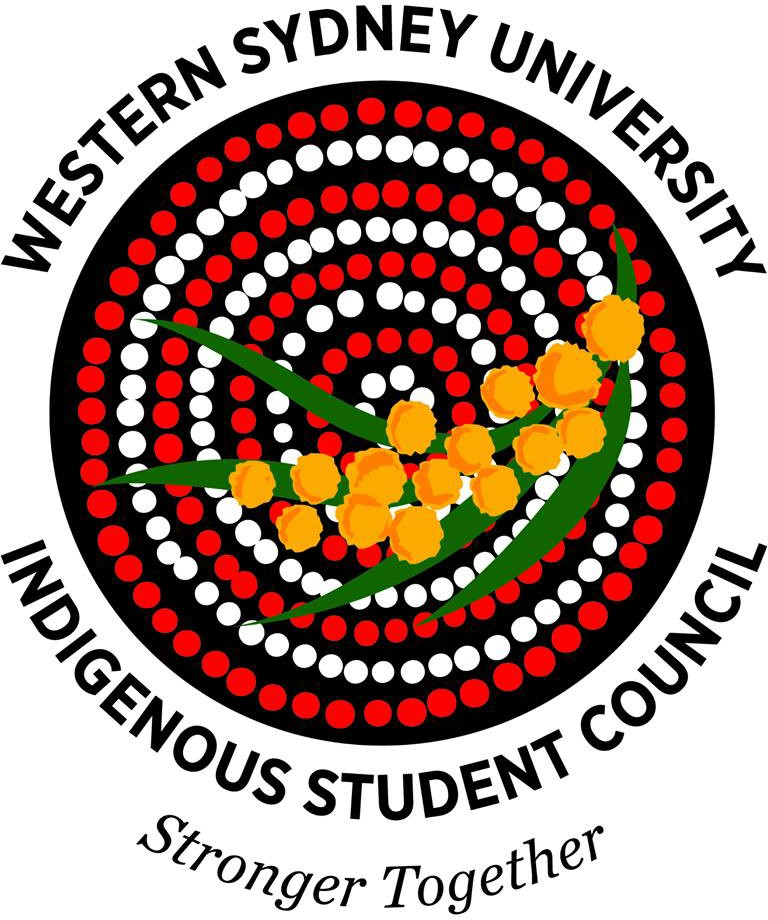 WESTERN SYDNEY UNIVERSITY
INDIGENOUS STUDENT COUNCIL
Stronger Together